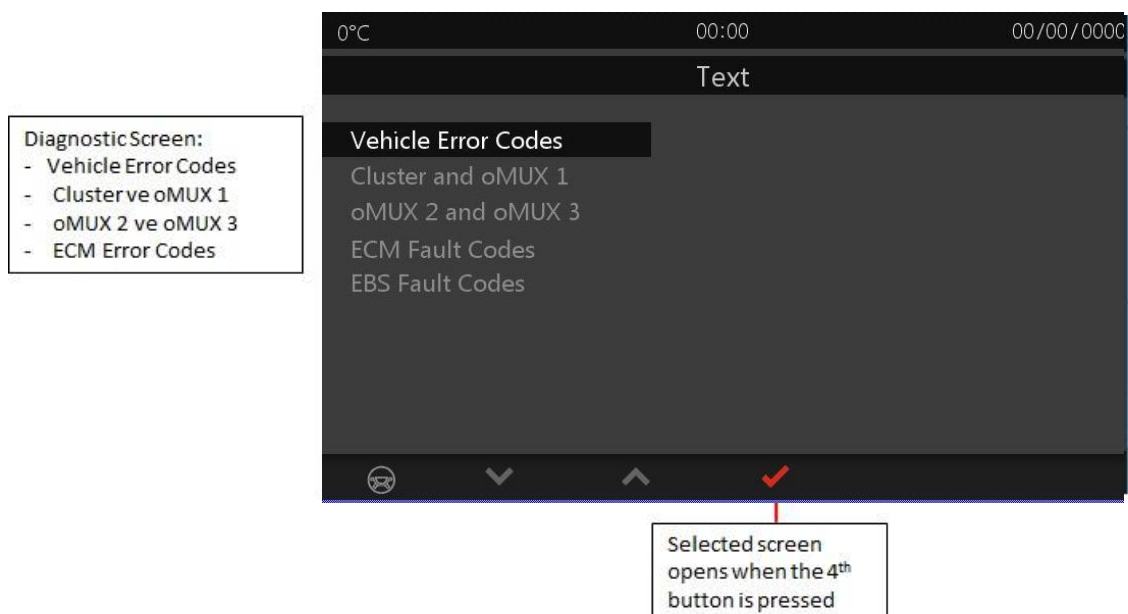 0°C 00:00 00/00/0000
Text
Diagnostic Screen:
- Vehicle Error Codes
- Cluster ve oMUX 1
- oMUX 2 ve oMUX 3
- ECM Error Codes
Vehicle Error Codes
Cluster and oMUX 1
oMUX 2 and oMUX 3
ECM Fault Codes
EBS Fault Codes
Selected screen
opens when the 4th
button is pressed